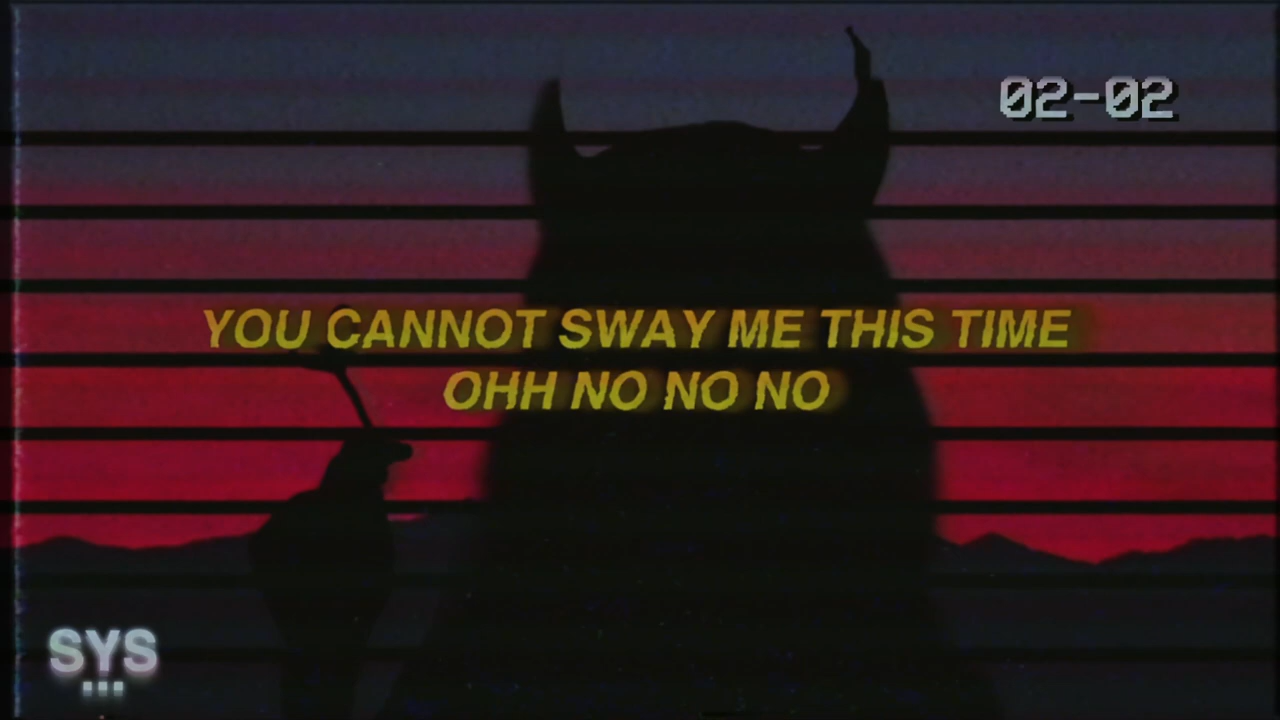 02-02
YOU CANNOT SWAY ME THIS TIME
OHH NO NO NO
SYS